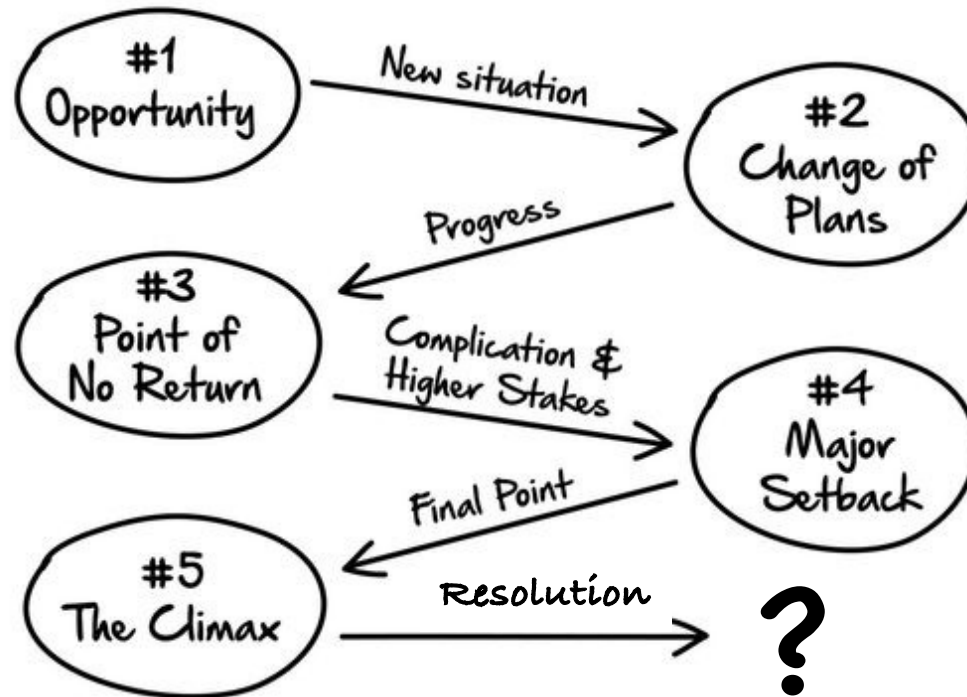 #1
Opportunity
New situation
#2
Change of
Plans
Progress
#3
Point of
No Return
Complication &
Higher Stakes
#4
Major
Setback
Final Point
#5
The Climax
Resolution
?